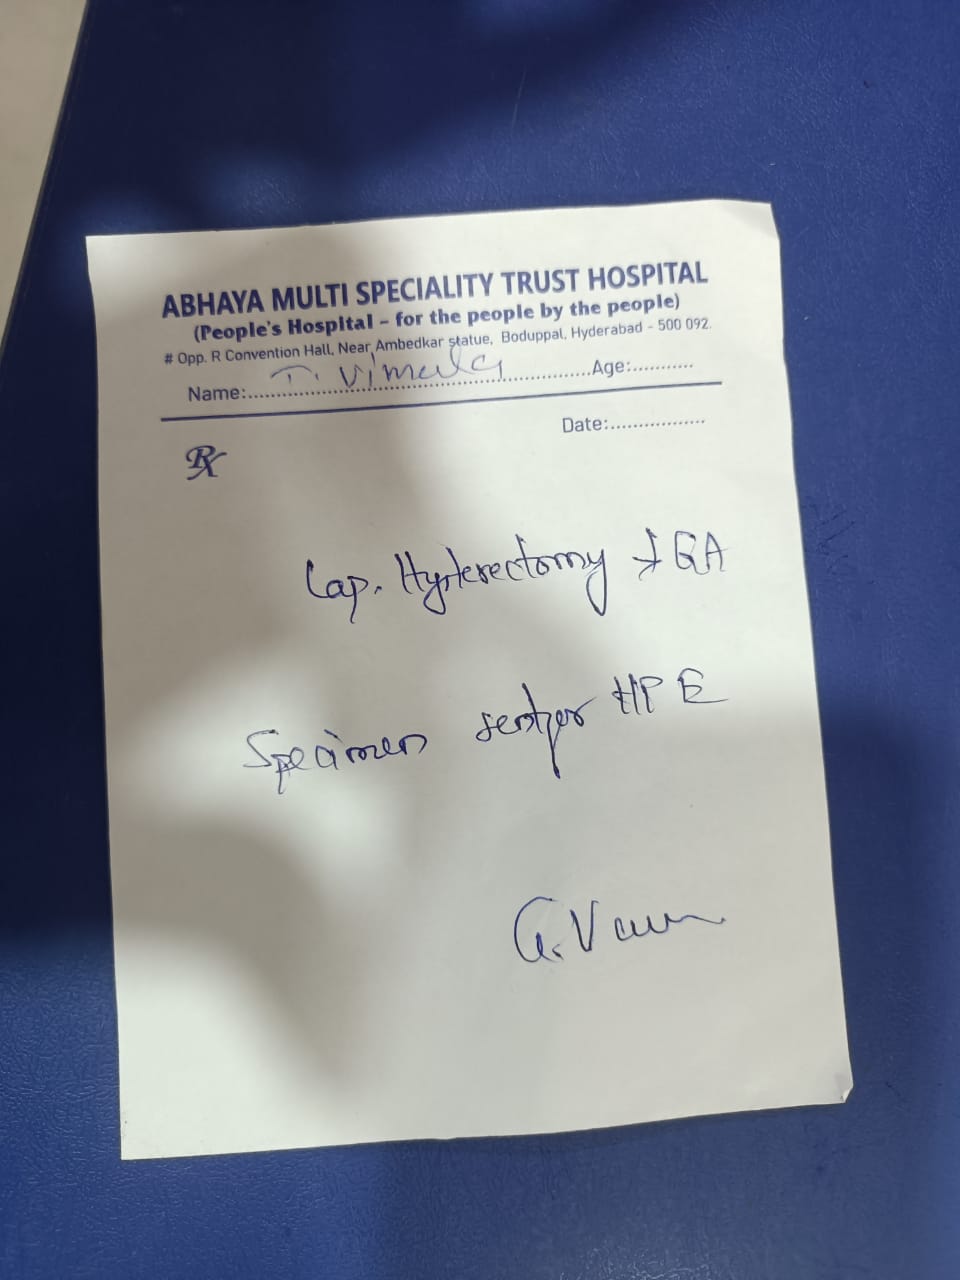 ABHAYA MULTI SPECIALITY TRUST HOSPITAL
(People's Hospital - for the people by the people)
# Opp. R Convention Hall, Near Ambedkar statue, Boduppal, Hyderabad - 500 092.
Name:.....T. Vimala.....Age:............
Date:.................
Rx
Lap. Hysterectomy GA
Specimen sent for HPE
G.